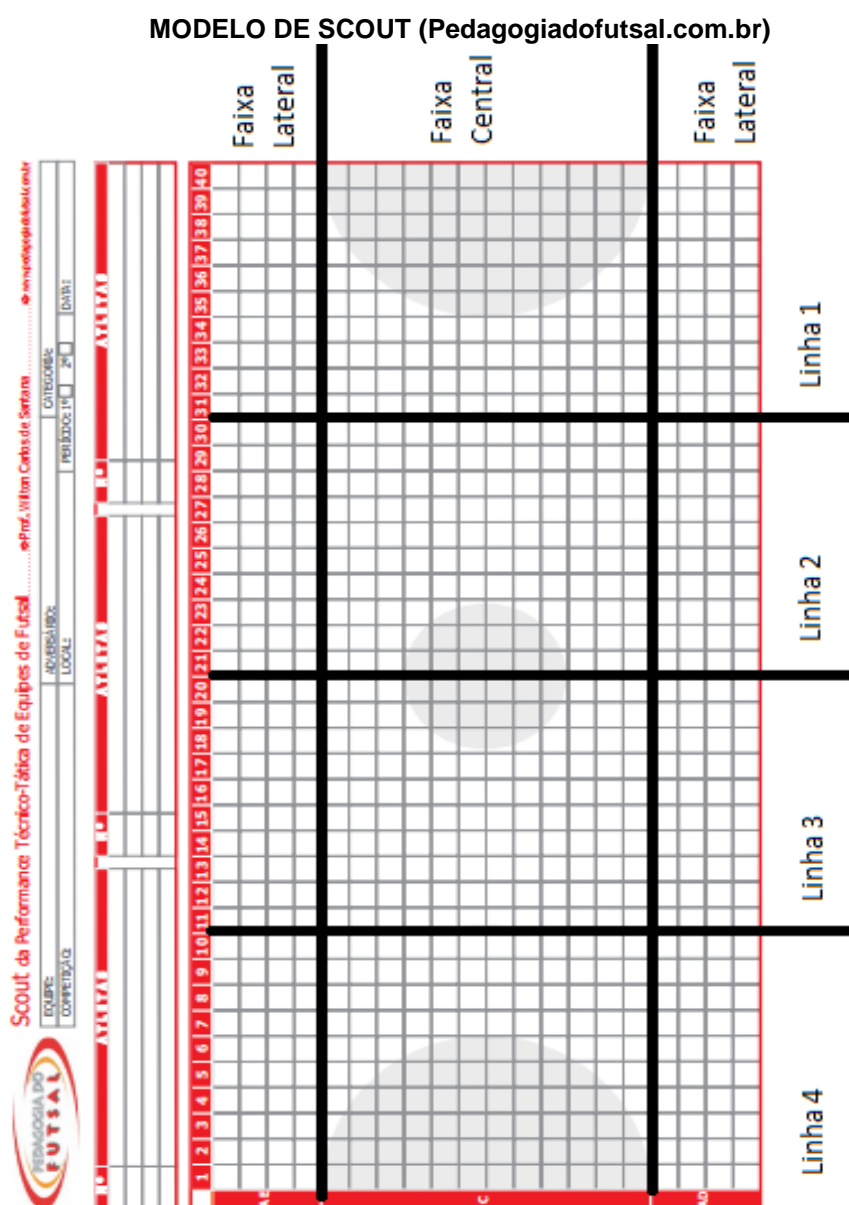 MODELO DE SCOUT (Pedagogiadofutsal.com.br)
Faixa
Lateral
Faixa
Central
Faixa
Lateral
Scout da Performance Técnico-Tática de Equipes de Futsal Prof. Wilton Carlos de Santana
PEDAGOGIA DO
FUTSAL
EQUIPE: ADVERSÁRIO: CATEGORIA:
COMPETIÇÃO: LOCAL: PERÍODO: 1º 2º DATA:
1 2 3 4 5 6 7 8 9 10 11 12 13 14 15 16 17 18 19 20 21 22 23 24 25 26 27 28 29 30 31 32 33 34 35 36 37 38 39 40
C
Linha 1
Linha 2
Linha 3
Linha 4